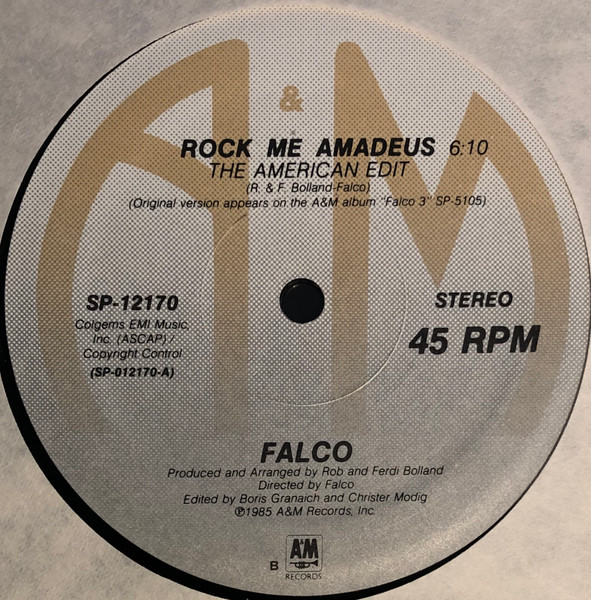 A & M
ROCK ME AMADEUS 6:10
THE AMERICAN EDIT
(R. & F. Bolland-Falco)
(Original version appears on the A&M album "Falco 3" SP-5105)
SP-12170
Colgems EMI Music,
Inc. (ASCAP)/
Copyright Control
(SP-012170-A)
STEREO
45 RPM
FALCO
Produced and Arranged by Rob and Ferdi Bolland
Directed by Falco
Edited by Boris Granaich and Christer Modig
℗1985 A&M Records, Inc.
B
A&M
RECORDS